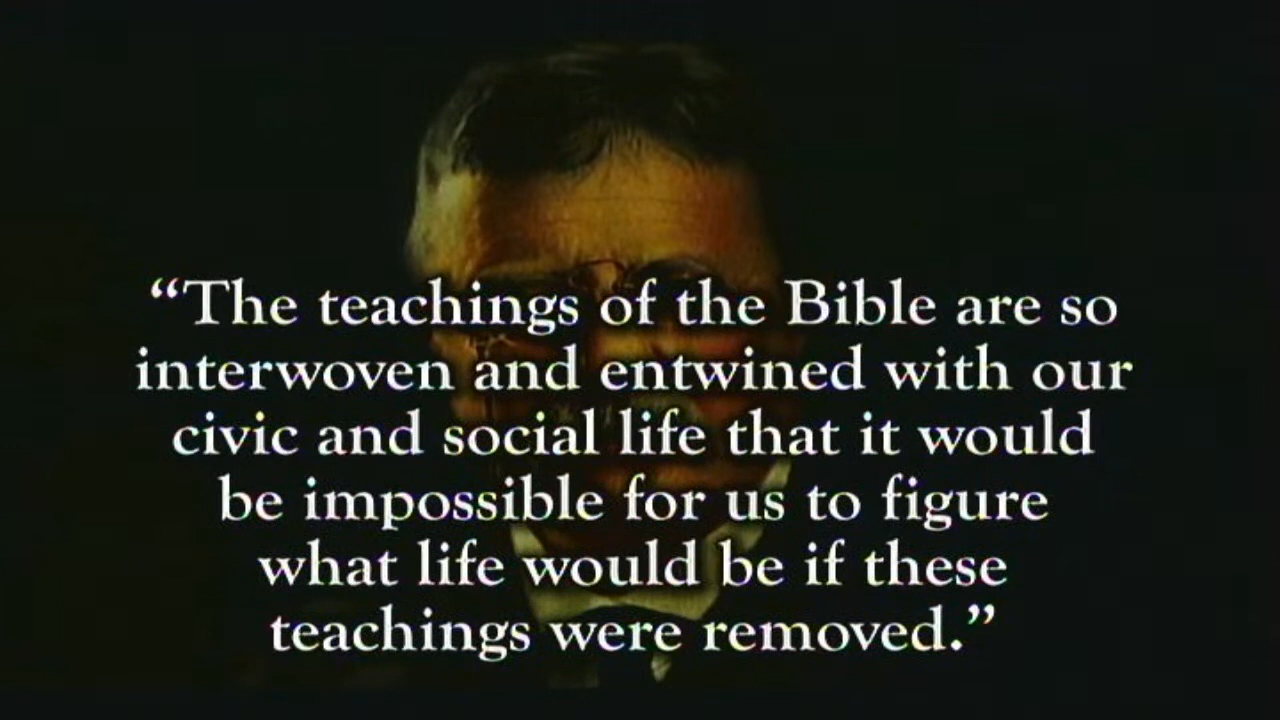 “The teachings of the Bible are so
interwoven and entwined with our
civic and social life that it would
be impossible for us to figure
what life would be if these
teachings were removed.”